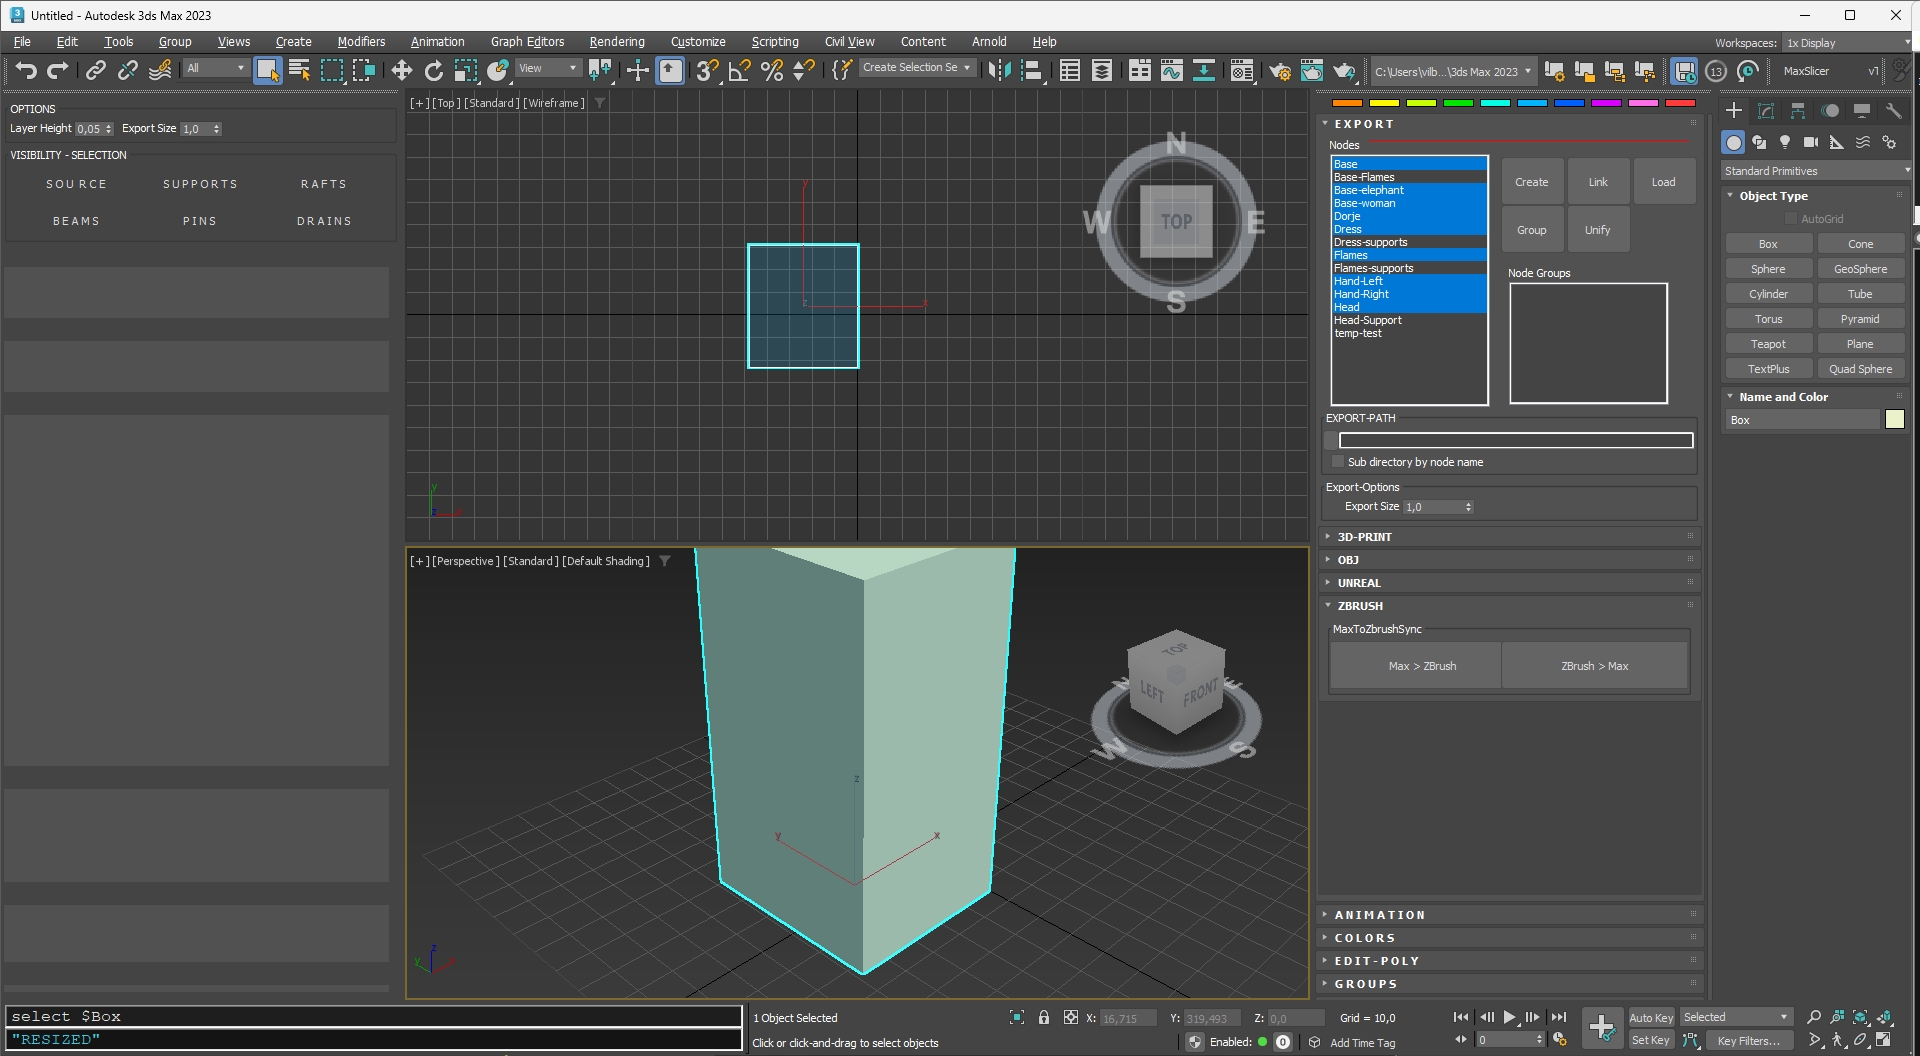 3 Untitled - Autodesk 3ds Max 2023
File Edit Tools Group Views Create Modifiers Animation Graph Editors Rendering Customize Scripting Civil View Content Arnold Help
Workspaces: 1x Display
All View Create Selection Se C:\Users\vilb...\3ds Max 2023 13 MaxSlicer v1
OPTIONS
Layer Height 0,05 Export Size 1,0
VISIBILITY - SELECTION
SOURCE SUPPORTS RAFTS
BEAMS PINS DRAINS
[+] [Top] [Standard] [Wireframe]
N
W TOP E
S
y
z x
y
z
[+] [Perspective] [Standard] [Default Shading]
TOP
LEFT FRONT
W S
z
y x
z
y
EXPORT
Nodes
Base
Base-Flames
Base-elephant
Base-woman
Dorje
Dress
Dress-supports
Flames
Flames-supports
Hand-Left
Hand-Right
Head
Head-Support
temp-test
Create Link Load
Group Unify
Node Groups
EXPORT-PATH
Sub directory by node name
Export-Options
Export Size 1,0
3D-PRINT
OBJ
UNREAL
ZBRUSH
MaxToZbrushSync
Max > ZBrush ZBrush > Max
ANIMATION
COLORS
EDIT-POLY
GROUPS
Standard Primitives
Object Type
AutoGrid
Box Cone
Sphere GeoSphere
Cylinder Tube
Torus Pyramid
Teapot Plane
TextPlus Quad Sphere
Name and Color
Box
select $Box
"RESIZED"
1 Object Selected X: 16,715 Y: 319,493 Z: 0,0 Grid = 10,0
Click or click-and-drag to select objects Enabled: 0 Add Time Tag
0
Auto Key Selected
Set Key Key Filters...